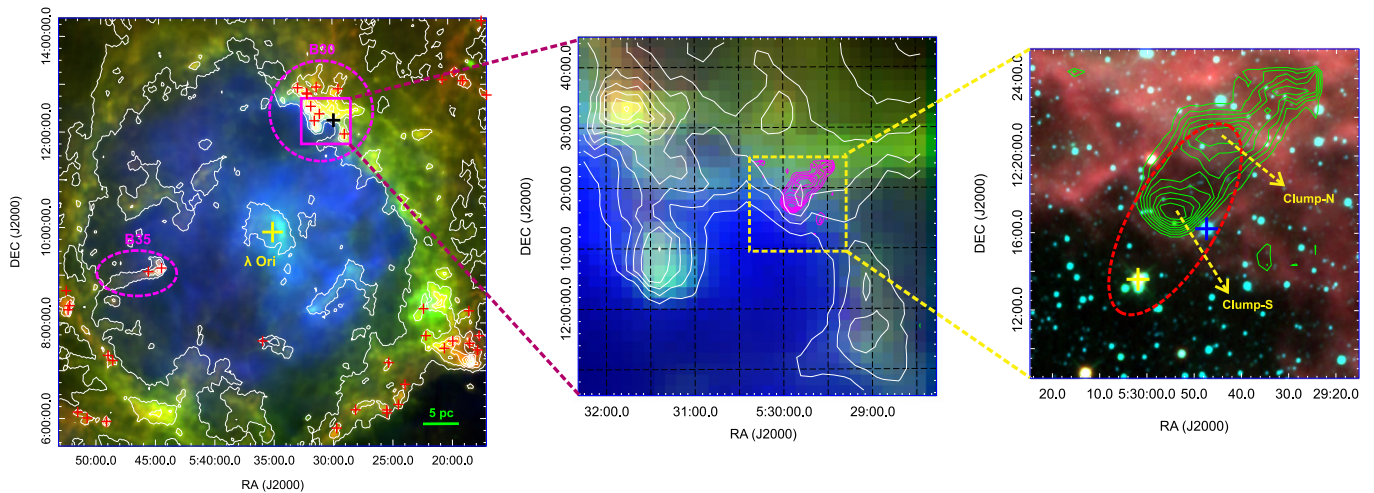 14:00:00.0
12:00:00.0
10:00:00.0
8:00:00.0
6:00:00.0
DEC (J2000)
B30
B35
λ Ori
5 pc
50:00.0 45:00.0 5:40:00.0 35:00.0 30:00.0 25:00.0 20:00.0
RA (J2000)
40:00.0
30:00.0
20:00.0
10:00.0
12:00:00.0
DEC (J2000)
32:00.0 31:00.0 5:30:00.0 29:00.0
RA (J2000)
24:00.0
12:20:00.0
16:00.0
12:00.0
DEC (J2000)
Clump-N
Clump-S
20.0 10.0 5:30:00.0 50.0 40.0 30.0 29:20.0
RA (J2000)